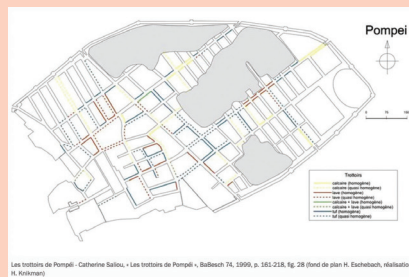 Pompei
Trottoirs
calcaire (homogène)
calcaire (quasi homogène)
lave (homogène)
lave (quasi homogène)
calcaire + lave (homogène)
calcaire + lave (quasi homogène)
tuf (homogène)
tuf (quasi homogène)
Les trottoirs de Pompéi - Catherine Saliou, « Les trottoirs de Pompéi », BaBesch 74, 1999, p. 161-218, fig. 28 (fond de plan H. Eschebach, réalisation
H. Knikman)